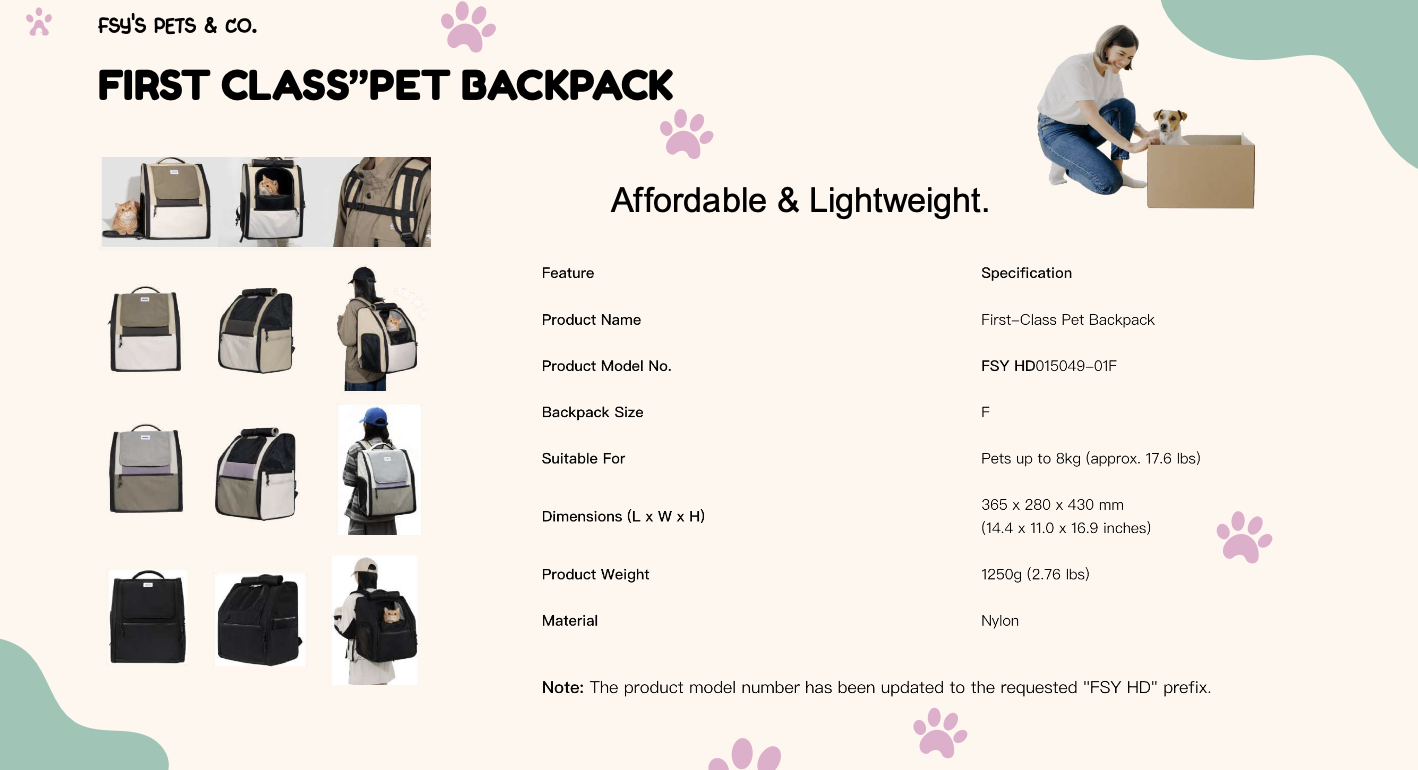 FSY'S PETS & CO.
FIRST CLASS”PET BACKPACK
Affordable & Lightweight.
Feature Specification
Product Name First–Class Pet Backpack
Product Model No. FSY HD015049–01F
Backpack Size F
Suitable For Pets up to 8kg (approx. 17.6 lbs)
Dimensions (L x W x H) 365 x 280 x 430 mm
(14.4 x 11.0 x 16.9 inches)
Product Weight 1250g (2.76 lbs)
Material Nylon
Note: The product model number has been updated to the requested "FSY HD" prefix.